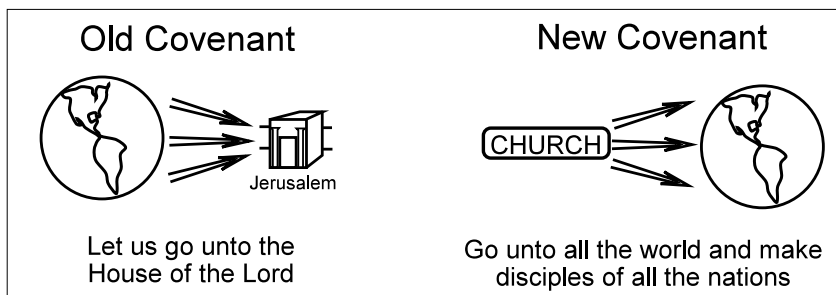 Old Covenant
Jerusalem
Let us go unto the
House of the Lord
New Covenant
CHURCH
Go unto all the world and make
disciples of all the nations